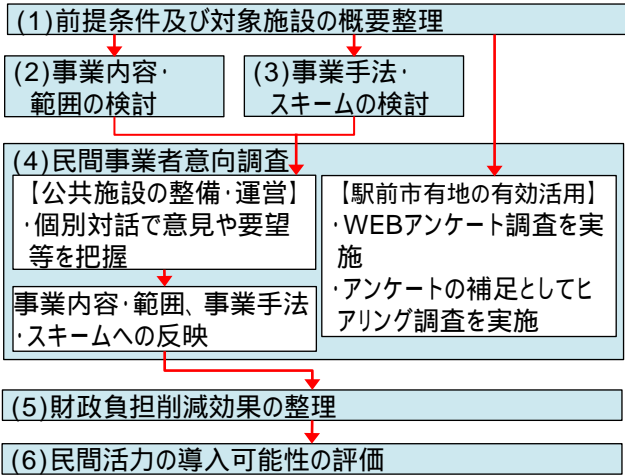 (1)前提条件及び対象施設の概要整理
(2)事業内容・
範囲の検討
(3)事業手法・
スキームの検討
(4)民間事業者意向調査
【公共施設の整備・運営】
・個別対話で意見や要望
等を把握
事業内容・範囲、事業手法
・スキームへの反映
【駅前市有地の有効活用】
・WEBアンケート調査を実
施
・アンケートの補足としてヒ
アリング調査を実施
(5)財政負担削減効果の整理
(6)民間活力の導入可能性の評価